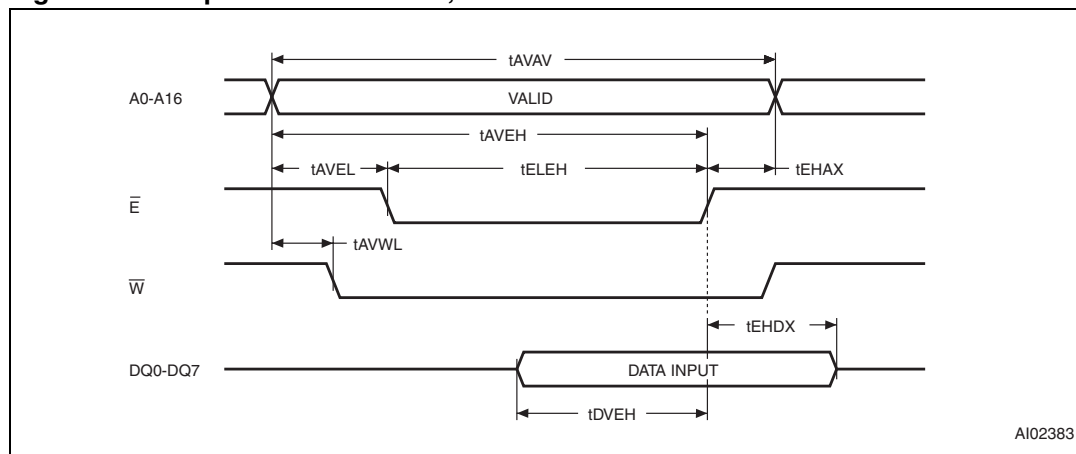 tAVAV
A0-A16 VALID
tAVEH
tAVEL tELEH tEHAX
E̅
tAVWL
W̅
tEHDX
DQ0-DQ7 DATA INPUT
tDVEH
AI02383